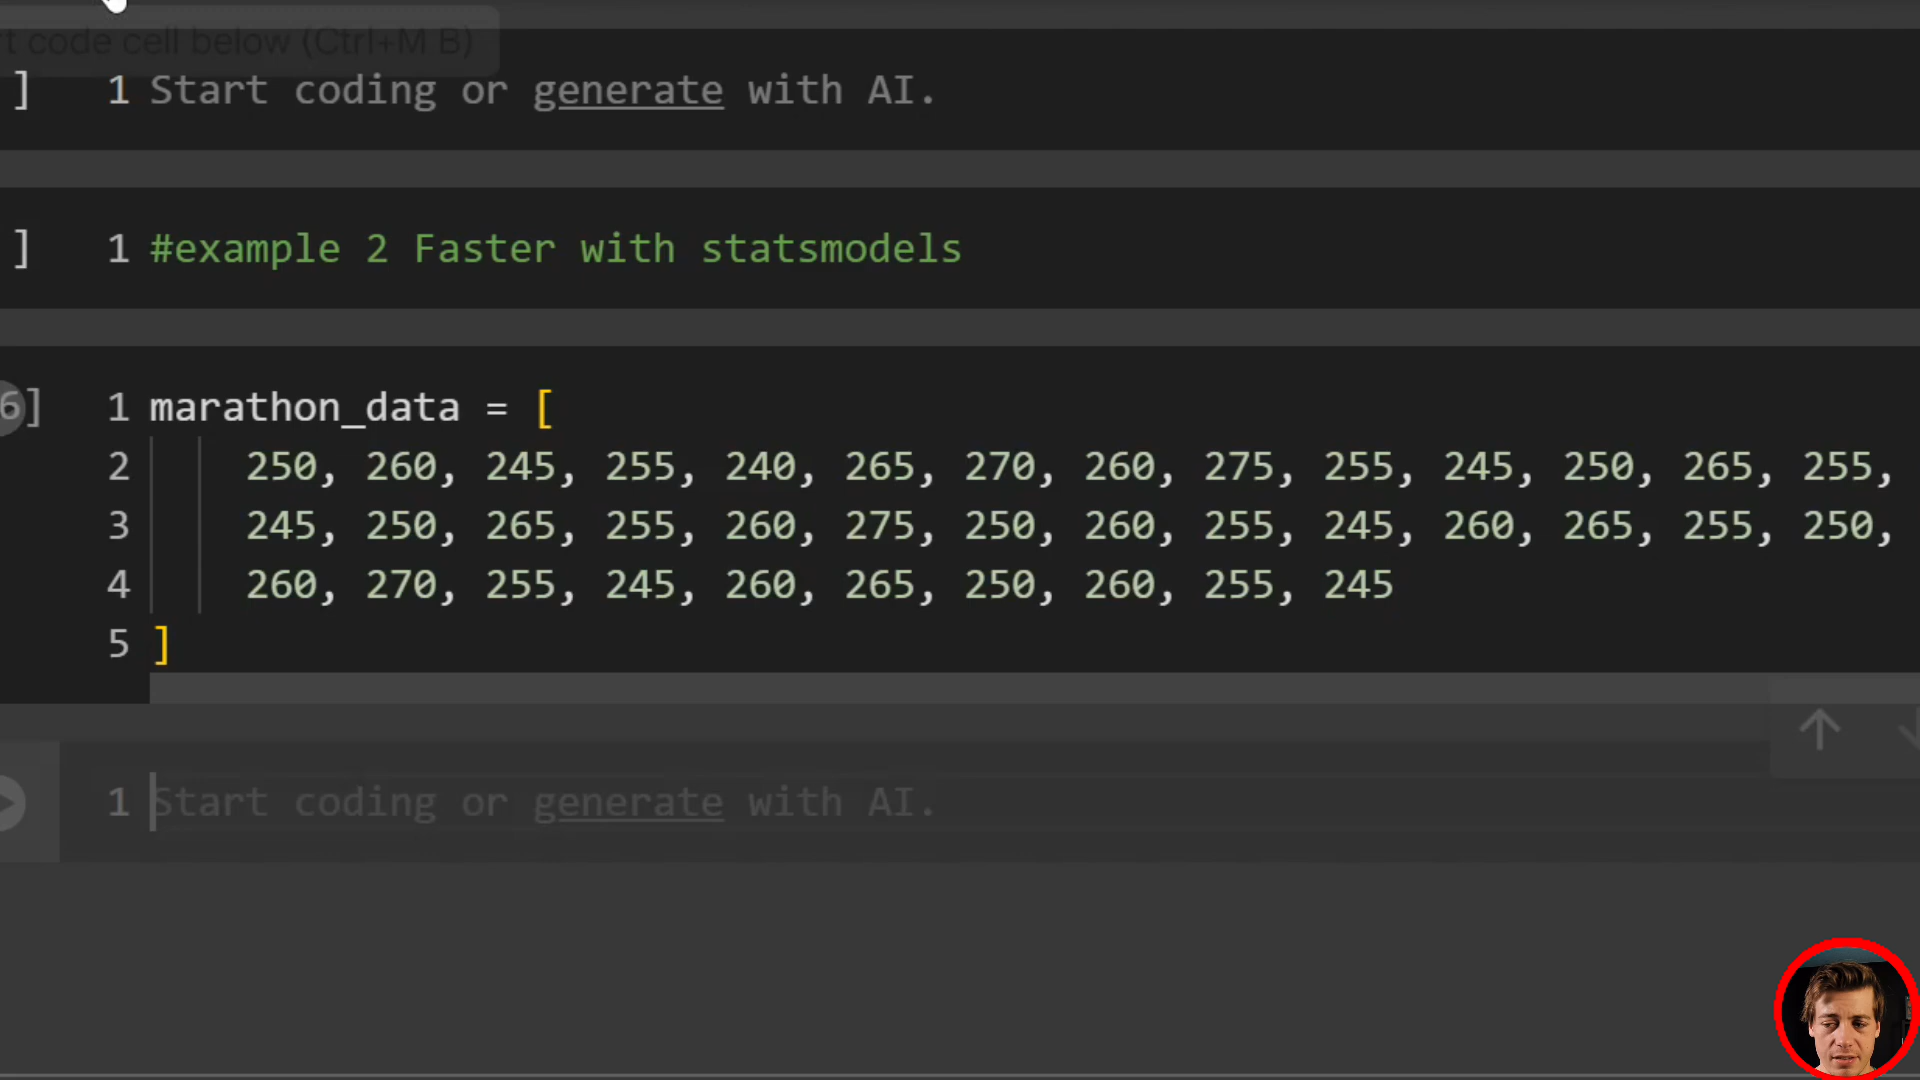 rt code cell below (Ctrl+M B)
] 1 Start coding or generate with AI.
] 1 #example 2 Faster with statsmodels
6] 1 marathon_data = [
2 250, 260, 245, 255, 240, 265, 270, 260, 275, 255, 245, 250, 265, 255,
3 245, 250, 265, 255, 260, 275, 250, 260, 255, 245, 260, 265, 255, 250,
4 260, 270, 255, 245, 260, 265, 250, 260, 255, 245
5 ]
1 Start coding or generate with AI.